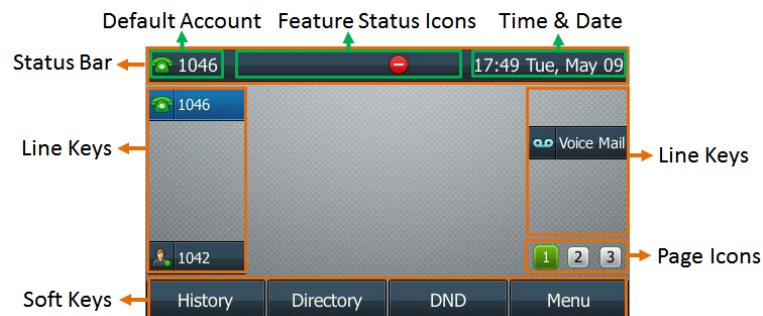 Default Account Feature Status Icons Time & Date
Status Bar 1046 17:49 Tue, May 09
1046
Voice Mail
Line Keys Line Keys
1042 1 2 3 Page Icons
Soft Keys History Directory DND Menu